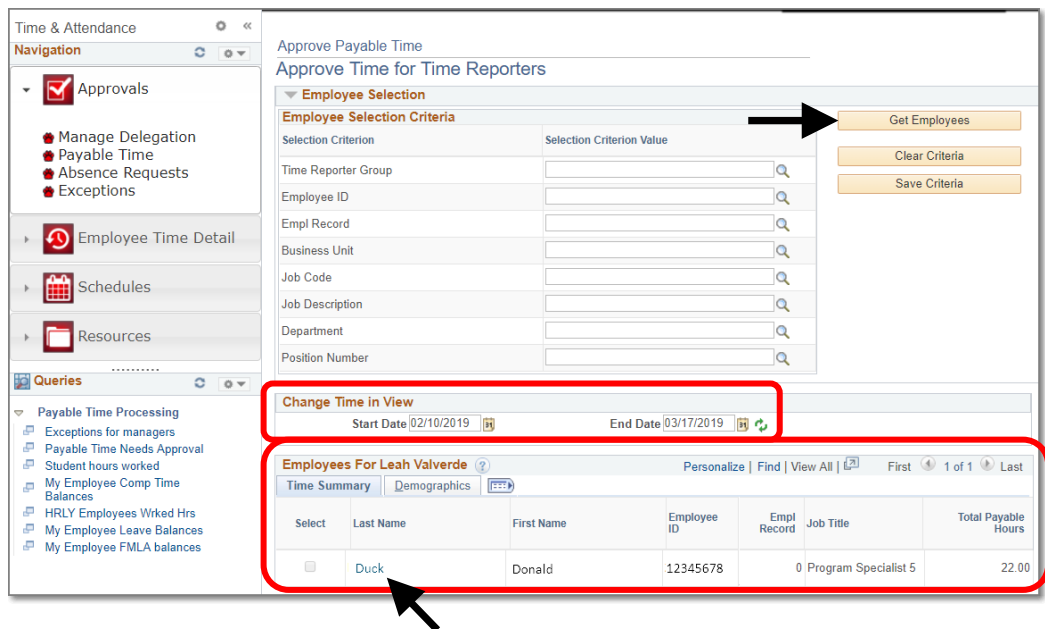 Time & Attendance
Navigation
Approvals
Manage Delegation
Payable Time
Absence Requests
Exceptions
Employee Time Detail
Schedules
Resources
Queries
Payable Time Processing
Exceptions for managers
Payable Time Needs Approval
Student hours worked
My Employee Comp Time
Balances
HRLY Employees Wrked Hrs
My Employee Leave Balances
My Employee FMLA balances
Approve Payable Time
Approve Time for Time Reporters
Employee Selection
Employee Selection Criteria
Selection Criterion Selection Criterion Value
Time Reporter Group
Employee ID
Empl Record
Business Unit
Job Code
Job Description
Department
Position Number
Get Employees
Clear Criteria
Save Criteria
Change Time in View
Start Date 02/10/2019 End Date 03/17/2019
Employees For Leah Valverde Personalize | Find | View All | First 1 of 1 Last
Time Summary Demographics
Select Last Name First Name Employee ID Empl Record Job Title Total Payable Hours
Duck Donald 12345678 0 Program Specialist 5 22.00